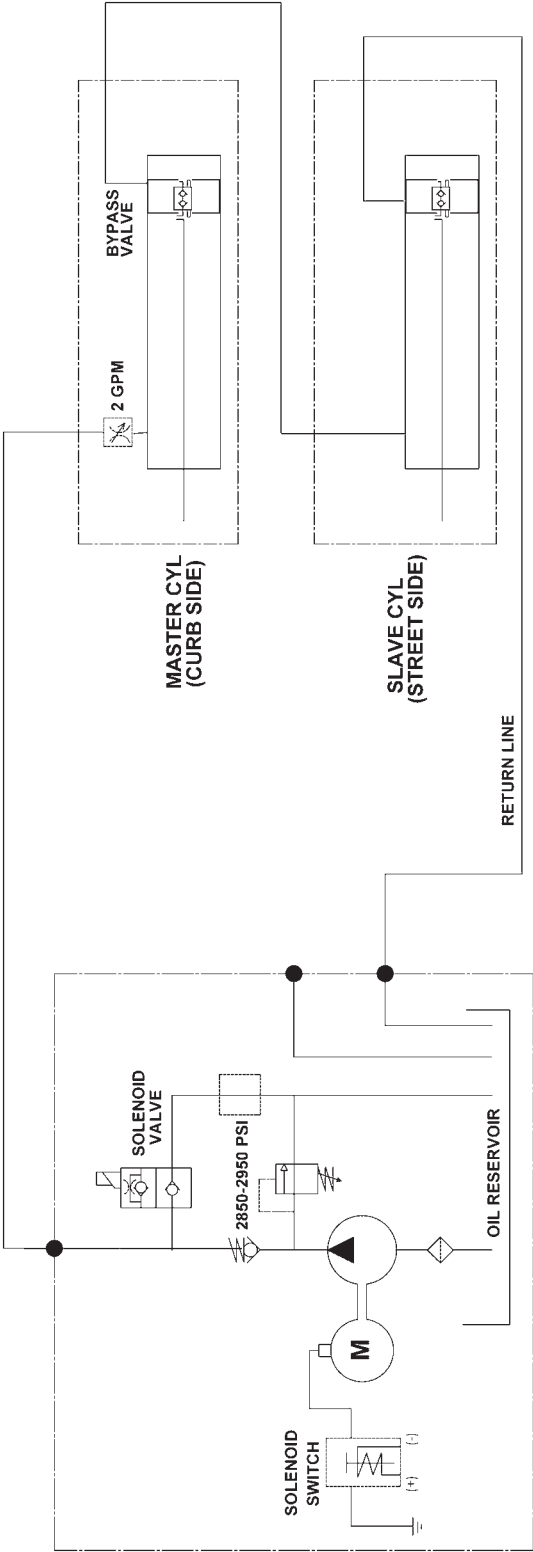 BYPASS
VALVE
2 GPM
MASTER CYL
(CURB SIDE)
SLAVE CYL
(STREET SIDE)
RETURN LINE
SOLENOID
VALVE
2850-2950 PSI
OIL RESERVOIR
M
SOLENOID
SWITCH
(+)
(-)